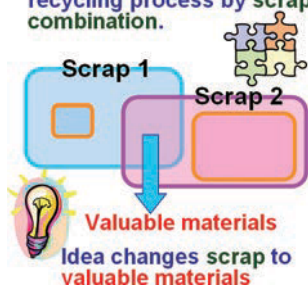 recycling process by scrap
combination.
Scrap 1
Scrap 2
Valuable materials
Idea changes scrap to
valuable materials